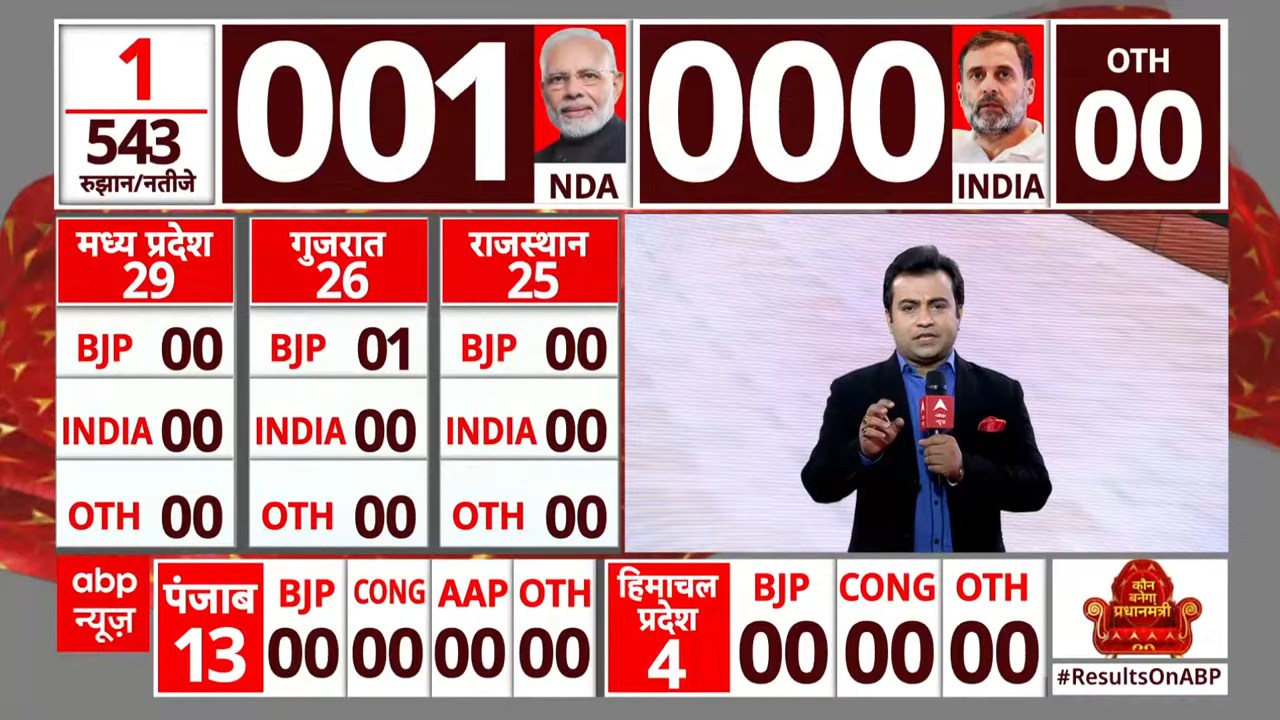 1
543
रुझान/नतीजे
001
NDA
000
INDIA
OTH
00
मध्य प्रदेश
29
BJP 00
INDIA 00
OTH 00
गुजरात
26
BJP 01
INDIA 00
OTH 00
राजस्थान
25
BJP 00
INDIA 00
OTH 00
abp
न्यूज़
पंजाब
13
BJP
00
CONG
00
AAP
00
OTH
00
हिमाचल
प्रदेश
4
BJP
00
CONG
00
OTH
00
कौन
बनेगा
प्रधानमंत्री
#ResultsOnABP